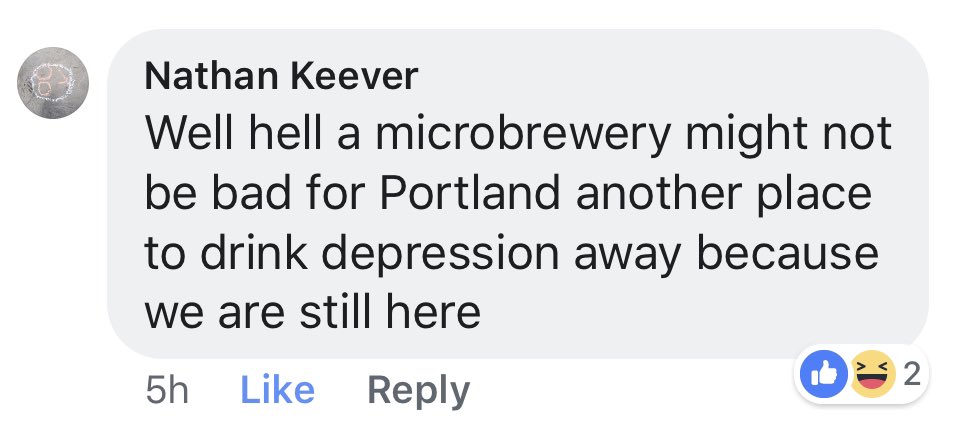 Nathan Keever
Well hell a microbrewery might not
be bad for Portland another place
to drink depression away because
we are still here
5h Like Reply 2